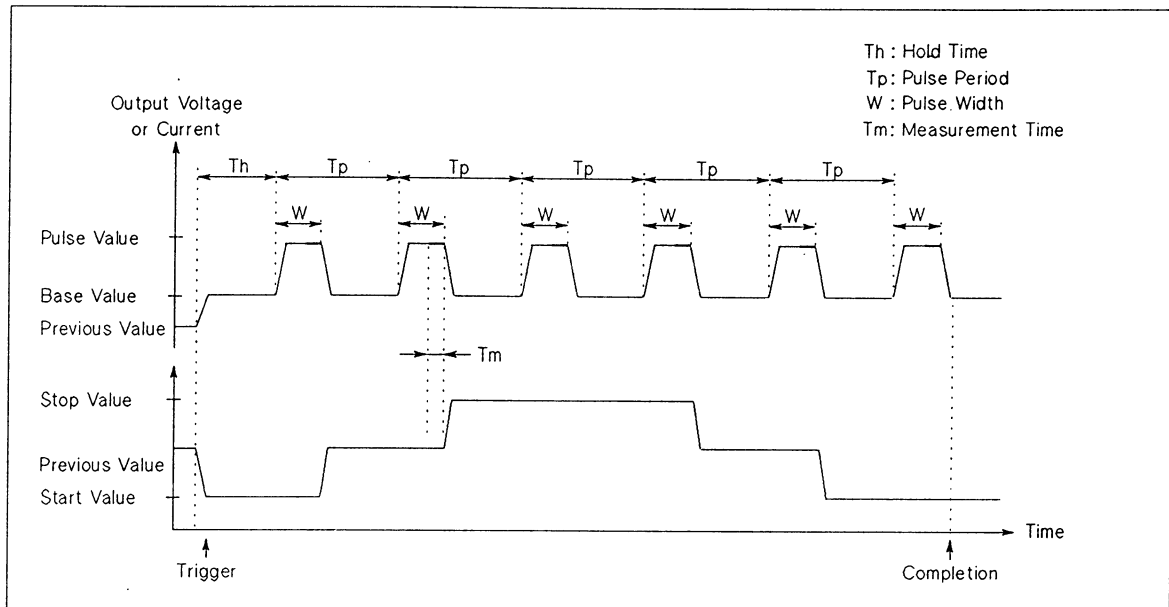 Th : Hold Time
Tp : Pulse Period
W : Pulse Width
Tm : Measurement Time
Output Voltage
or Current
Th Tp Tp Tp Tp Tp
W W W W W W
Pulse Value
Base Value
Previous Value
Tm
Stop Value
Previous Value
Start Value
Time
Trigger
Completion